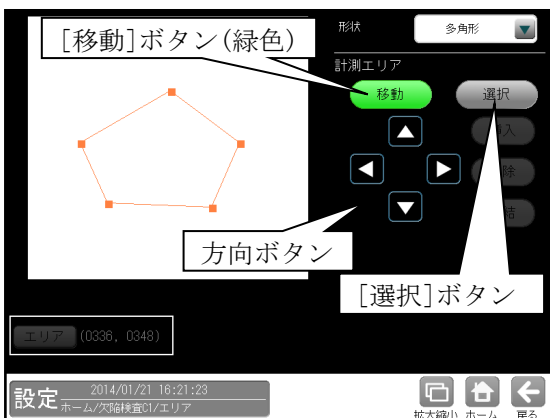 [移動]ボタン(緑色)
形状
多角形
計測エリア
移動
選択
入
除
結
方向ボタン
[選択]ボタン
エリア (0336, 0348)
設定
2014/01/21 16:21:23
ホーム/欠陥検査C1/エリア
拡大縮小 ホーム 戻る